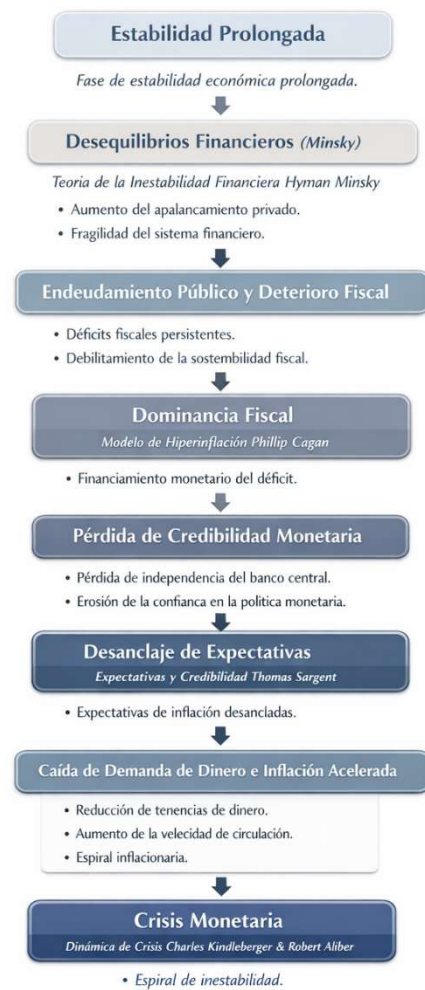 Estabilidad Prolongada
Fase de estabilidad económica prolongada.
Desequilibrios Financieros (Minsky)
Teoria de la Inestabilidad Financiera Hyman Minsky
• Aumento del apalancamiento privado.
• Fragilidad del sistema financiero.
Endeudamiento Público y Deterioro Fiscal
• Déficits fiscales persistentes.
• Debilitamiento de la sostembilidad fiscal.
Dominancia Fiscal
Modelo de Hiperinflación Phillip Cagan
• Financiamiento monetario del déficit.
Pérdida de Credibilidad Monetaria
• Pérdida de independencia del banco central.
• Erosión de la confianca en la politica monetaria.
Desanclaje de Expectativas
Expectativas y Credibilidad Thomas Sargent
• Expectativas de inflación desancladas.
Caída de Demanda de Dinero e Inflación Acelerada
• Reducción de tenencias de dinero.
• Aumento de la velecidad de circulación.
• Espiral inflacionaria.
Crisis Monetaria
Dinámica de Crisis Charles Kindleberger & Robert Aliber
• Espiral de inestabilidad.